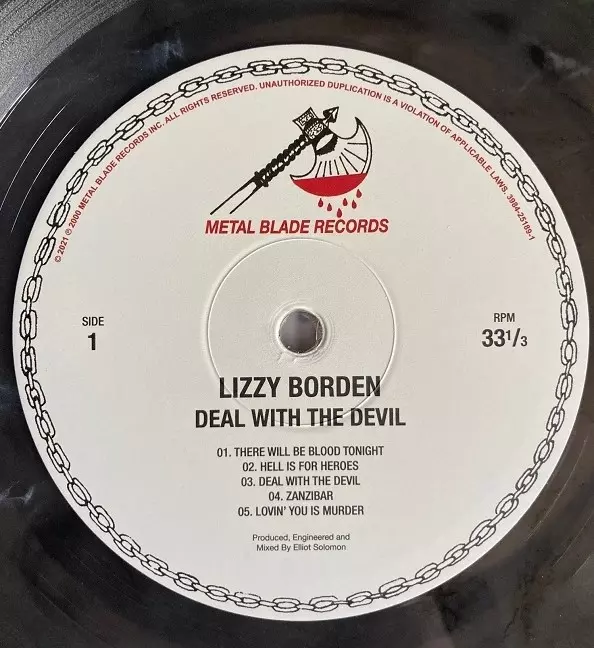 © 2021 ℗ 2000 METAL BLADE RECORDS INC. ALL RIGHTS RESERVED. UNAUTHORIZED DUPLICATION IS A VIOLATION OF APPLICABLE LAWS. 3984-25189-1
METAL BLADE RECORDS
SIDE
1
RPM
33 1/3
LIZZY BORDEN
DEAL WITH THE DEVIL
01. THERE WILL BE BLOOD TONIGHT
02. HELL IS FOR HEROES
03. DEAL WITH THE DEVIL
04. ZANZIBAR
05. LOVIN' YOU IS MURDER
Produced, Engineered and
Mixed By Elliot Solomon